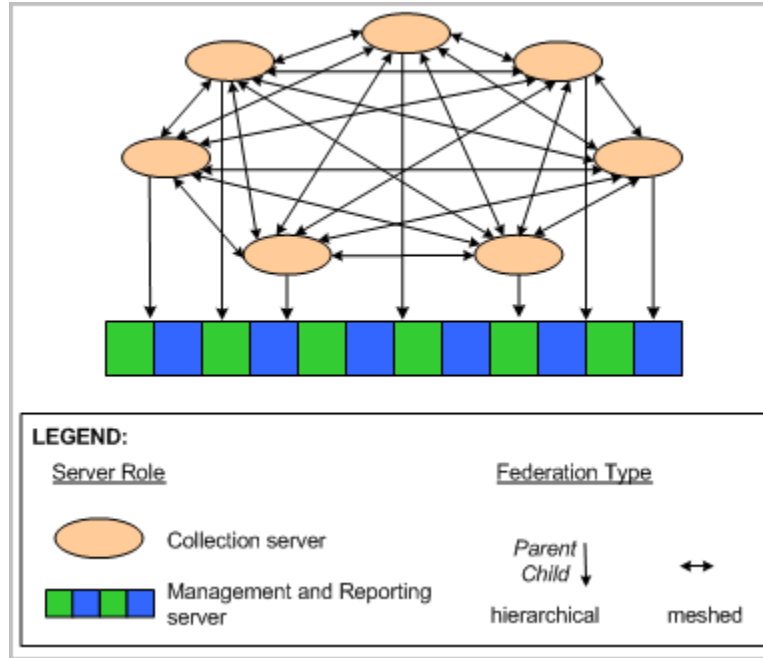 LEGEND:
Server Role
Federation Type
Collection server
Parent
Child
Management and Reporting
server
hierarchical
meshed